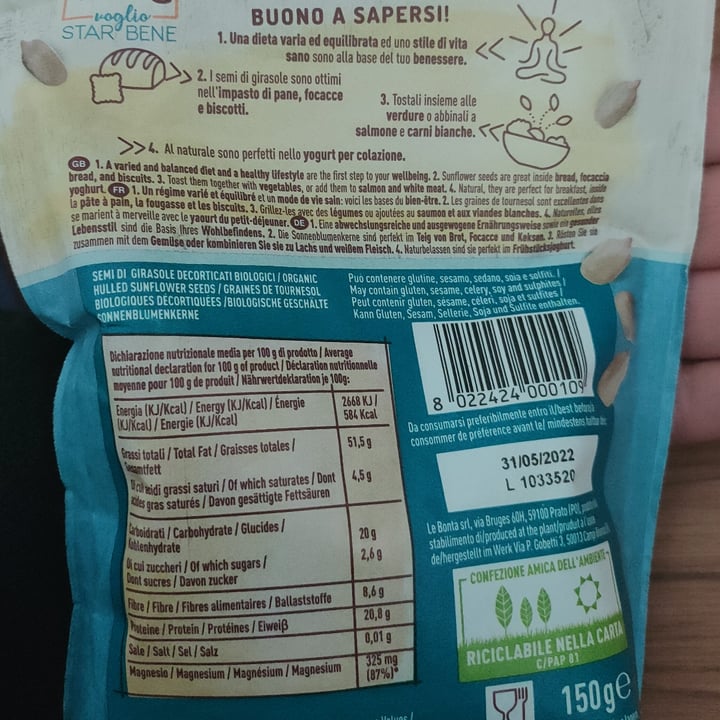 voglio
STAR BENE
BUONO A SAPERSI!
1. Una dieta varia ed equilibrata ed uno stile di vita
sano sono alla base del tuo benessere.
2. I semi di girasole sono ottimi
nell'impasto di pane, focacce
e biscotti.
3. Tostali insieme alle
verdure o abbinali a
salmone e carni bianche.
4. Al naturale sono perfetti nello yogurt per colazione.
GB 1. A varied and balanced diet and a healthy lifestyle are the first step to your wellbeing. 2. Sunflower seeds are great inside bread, focaccia
bread, and biscuits. 3. Toast them together with vegetables, or add them to salmon and white meat. 4. Natural, they are perfect for breakfast, inside
yoghurt. FR 1. Un régime varié et équilibré et un mode de vie sain: voici les bases du bien-être. 2. Les graines de tournesol sont excellentes dans
la pâte à pain, la fougasse et les biscuits. 3. Grillez-les avec des légumes ou ajoutez au saumon et aux viandes blanches. 4. Naturelles, elles
se marient à merveille avec le yaourt du petit-déjeuner. DE 1. Eine abwechslungsreiche und ausgewogene Ernährungsweise sowie ein gesunder
Lebensstil sind die Basis Ihres Wohlbefindens. 2. Die Sonnenblumenkerne sind perfekt im Teig von Brot, Focacce und Keksen. 3. Rösten Sie sie
zusammen mit dem Gemüse oder kombinieren Sie sie zu Lachs und weißem Fleisch. 4. Naturbelassen sind sie perfekt im Frühstücksjoghurt.
SEMI DI GIRASOLE DECORTICATI BIOLOGICI / ORGANIC
HULLED SUNFLOWER SEEDS / GRAINES DE TOURNESOL
BIOLOGIQUES DÉCORTIQUÉES / BIOLOGISCHE GESCHÄLTE
SONNENBLUMENKERNE
Può contenere glutine, sesamo, sedano, soia e solfiti. /
May contain gluten, sesame, celery, soy and sulphites /
Peut contenir gluten, sésame, céleri, soja et sulfites /
Kann Gluten, Sesam, Sellerie, Soja und Sulfite enthalten.
Dichiarazione nutrizionale media per 100 g di prodotto / Average
nutritional declaration for 100 g of product / Déclaration nutritionnelle
moyenne pour 100 g de produit / Nährwertdeklaration je 100g:
Energia (KJ/Kcal) / Energy (KJ/Kcal) / Énergie
(KJ/Kcal) / Energie (KJ/Kcal)
2668 KJ /
584 Kcal
Grassi totali / Total Fat / Graisses totales /
Gesamtfett
51,5 g
Di cui acidi grassi saturi / Of which saturates / Dont
acides gras saturés / Davon gesättigte Fettsäuren
4,5 g
Carboidrati / Carbohydrate / Glucides /
Kohlenhydrate
20 g
Di cui zuccheri / Of which sugars /
Dont sucres / Davon zucker
2,6 g
Fibre / Fibre / Fibres alimentaires / Ballaststoffe
8,6 g
Proteine / Protein / Protéines / Eiweiß
20,8 g
Sale / Salt / Sel / Salz
0,01 g
Magnesio / Magnesium / Magnésium / Magnesium
325 mg
(87%)*
8 022424 000109
Da consumarsi preferibilmente entro il/best before/à
consommer de préférence avant le/ mindestens haltbar
31/05/2022
L 1033520
Le Bonta srl, via Bruges 60H, 59100 Prato (PO),
stabilimento di/produced at the plant/produit a l'usine
de/hergestellt im Werk Via P. Gobetti 3, 50013 Campi
CONFEZIONE AMICA DELL'AMBIENTE
RICICLABILE NELLA CARTA
C/PAP 81
150g e
Values /